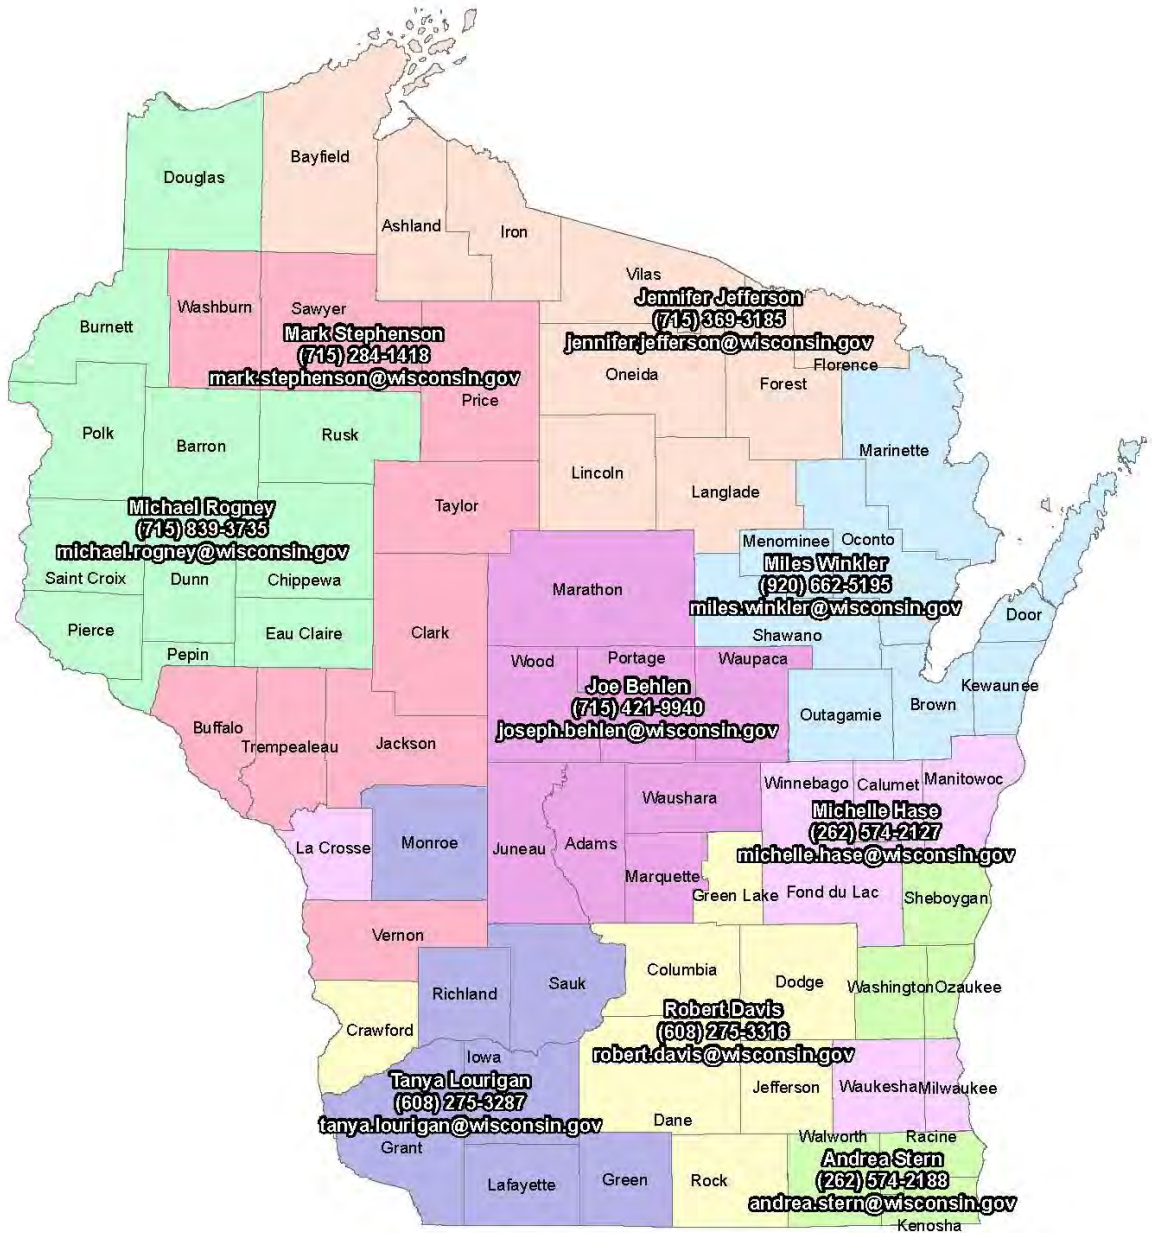 Bayfield
Douglas
Ashland
Iron
Vilas
Jennifer Jefferson
(715) 369-3185
jennifer.jefferson@wisconsin.gov
Washburn
Sawyer
Burnett
Mark Stephenson
(715) 284-1418
mark.stephenson@wisconsin.gov
Florence
Oneida
Forest
Price
Polk
Barron
Rusk
Marinette
Lincoln
Langlade
Taylor
Michael Rogney
(715) 839-3735
michael.rogney@wisconsin.gov
Menominee
Oconto
Miles Winkler
(920) 662-5195
miles.winkler@wisconsin.gov
Saint Croix
Dunn
Chippewa
Marathon
Door
Pierce
Eau Claire
Clark
Shawano
Pepin
Wood
Portage
Waupaca
Joe Behlen
(715) 421-9940
joseph.behlen@wisconsin.gov
Kewaunee
Brown
Outagamie
Buffalo
Trempealeau
Jackson
Winnebago
Calumet
Manitowoc
Waushara
Michelle Hase
(262) 574-2127
michelle.hase@wisconsin.gov
La Crosse
Monroe
Juneau
Adams
Marquette
Green Lake
Fond du Lac
Sheboygan
Vernon
Columbia
Dodge
Washington
Ozaukee
Richland
Sauk
Robert Davis
(608) 275-3316
robert.davis@wisconsin.gov
Crawford
Iowa
Tanya Lourigan
(608) 275-3287
tanya.lourigan@wisconsin.gov
Jefferson
Waukesha
Milwaukee
Dane
Grant
Walworth
Racine
Andrea Stern
(262) 574-2188
andrea.stern@wisconsin.gov
Lafayette
Green
Rock
Kenosha